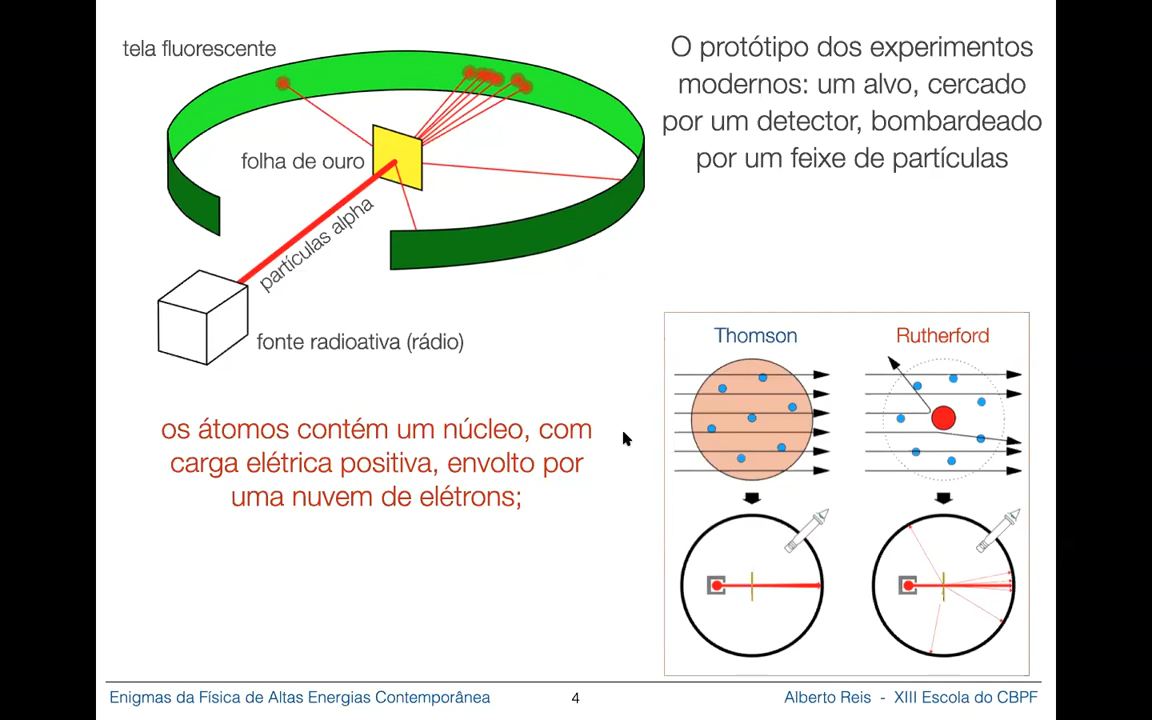 tela fluorescente
folha de ouro
partículas alpha
fonte radioativa (rádio)
O protótipo dos experimentos
modernos: um alvo, cercado
por um detector, bombardeado
por um feixe de partículas
os átomos contém um núcleo, com
carga elétrica positiva, envolto por
uma nuvem de elétrons;
Thomson
Rutherford
Enigmas da Física de Altas Energias Contemporânea
4
Alberto Reis - XIII Escola do CBPF